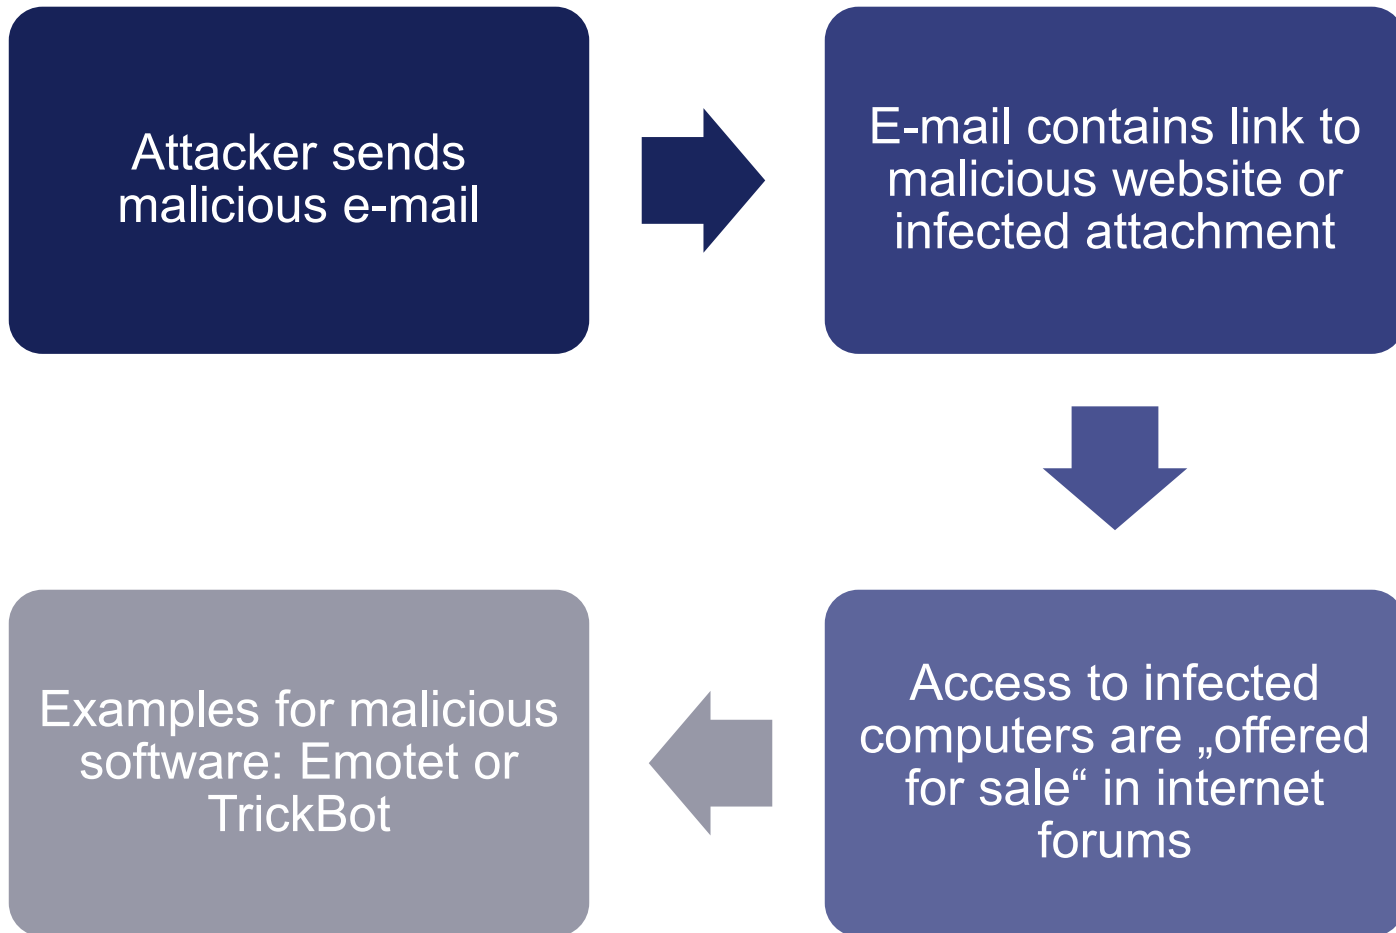 Attacker sends
malicious e-mail
E-mail contains link to
malicious website or
infected attachment
Access to infected
computers are „offered
for sale“ in internet
forums
Examples for malicious
software: Emotet or
TrickBot